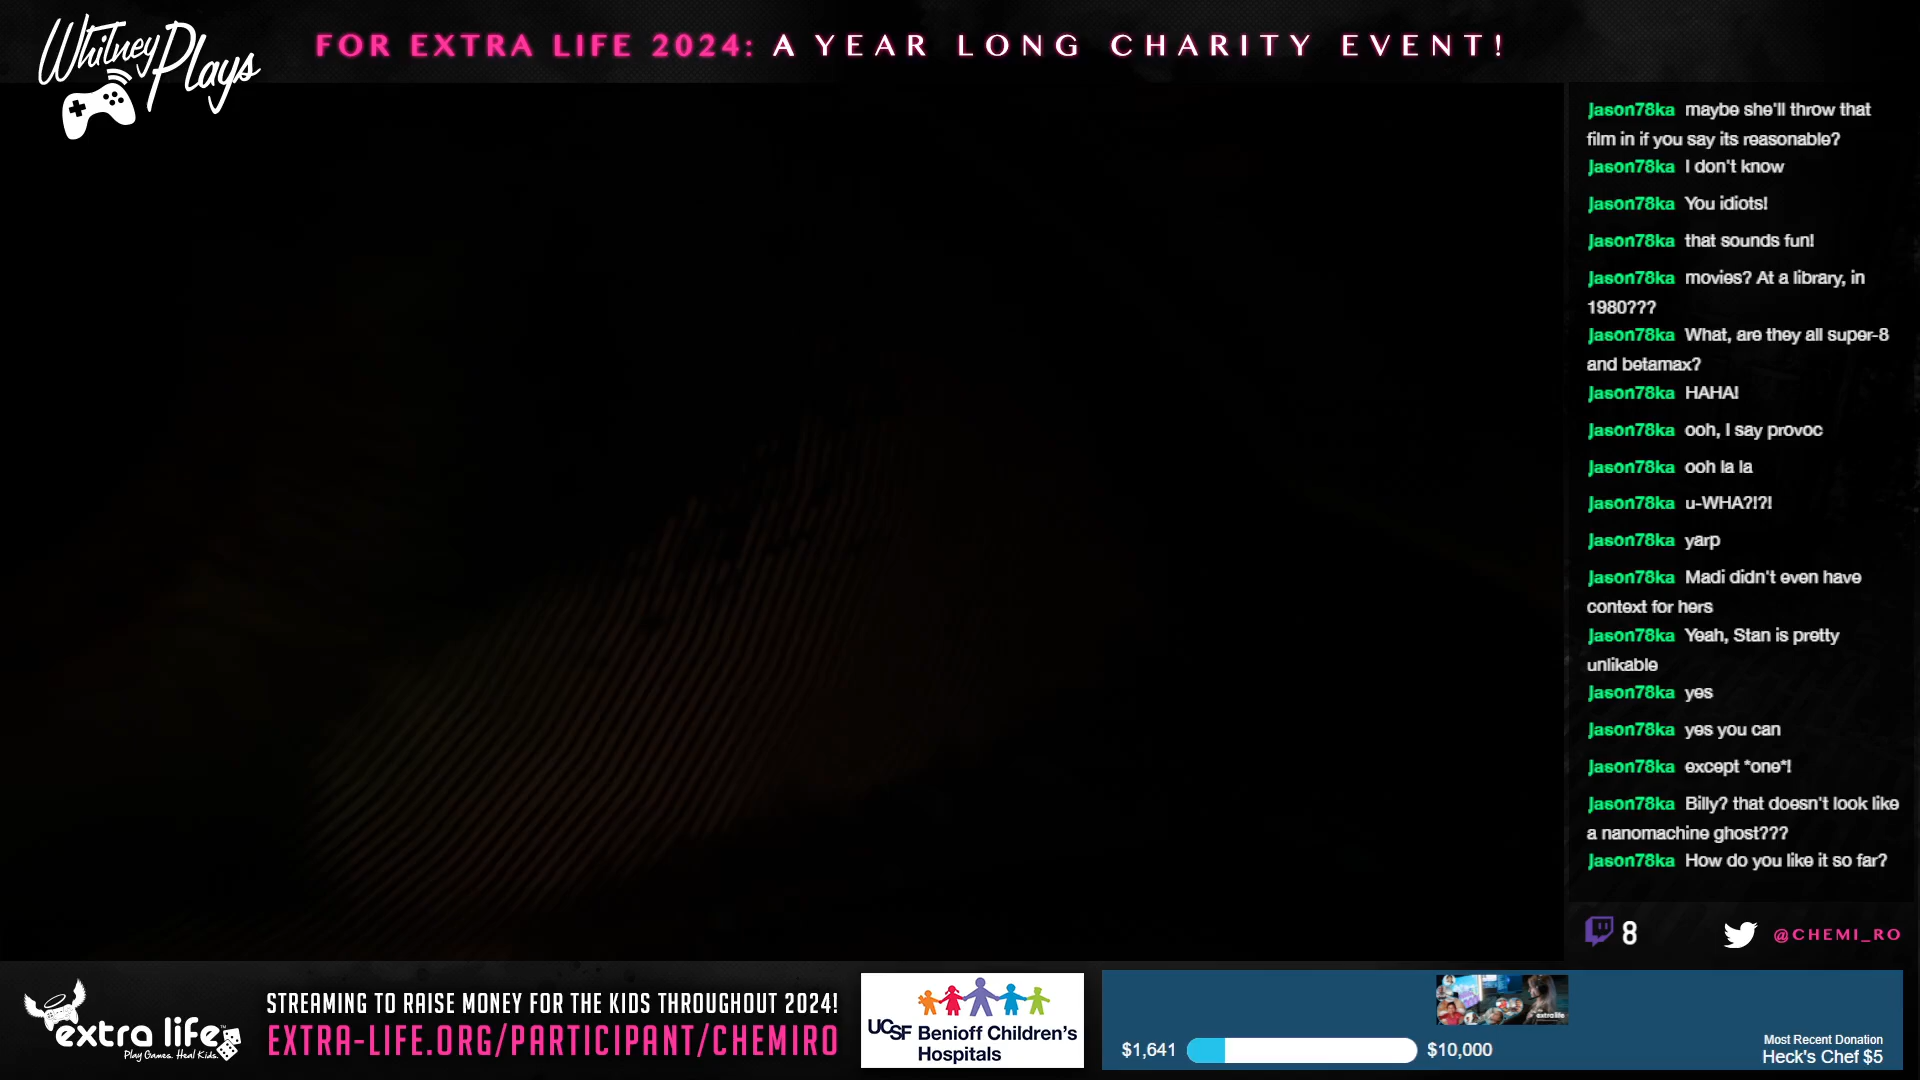 Whitney Plays
FOR EXTRA LIFE 2024: A YEAR LONG CHARITY EVENT!
Jason78ka maybe she'll throw that
film in if you say its reasonable?
Jason78ka I don't know
Jason78ka You idiots!
Jason78ka that sounds fun!
Jason78ka movies? At a library, in
1980???
Jason78ka What, are they all super-8
and betamax?
Jason78ka HAHA!
Jason78ka ooh, I say provoc
Jason78ka ooh la la
Jason78ka u-WHA?!?!
Jason78ka yarp
Jason78ka Madi didn't even have
context for hers
Jason78ka Yeah, Stan is pretty
unlikable
Jason78ka yes
Jason78ka yes you can
Jason78ka except *one*!
Jason78ka Billy? that doesn't look like
a nanomachine ghost???
Jason78ka How do you like it so far?
8 @CHEMI_RO
extra life
Play Games. Heal Kids.
STREAMING TO RAISE MONEY FOR THE KIDS THROUGHOUT 2024!
EXTRA-LIFE.ORG/PARTICIPANT/CHEMIRO
UCSF Benioff Children's
Hospitals
extra life
$1,641 $10,000
Most Recent Donation
Heck's Chef $5